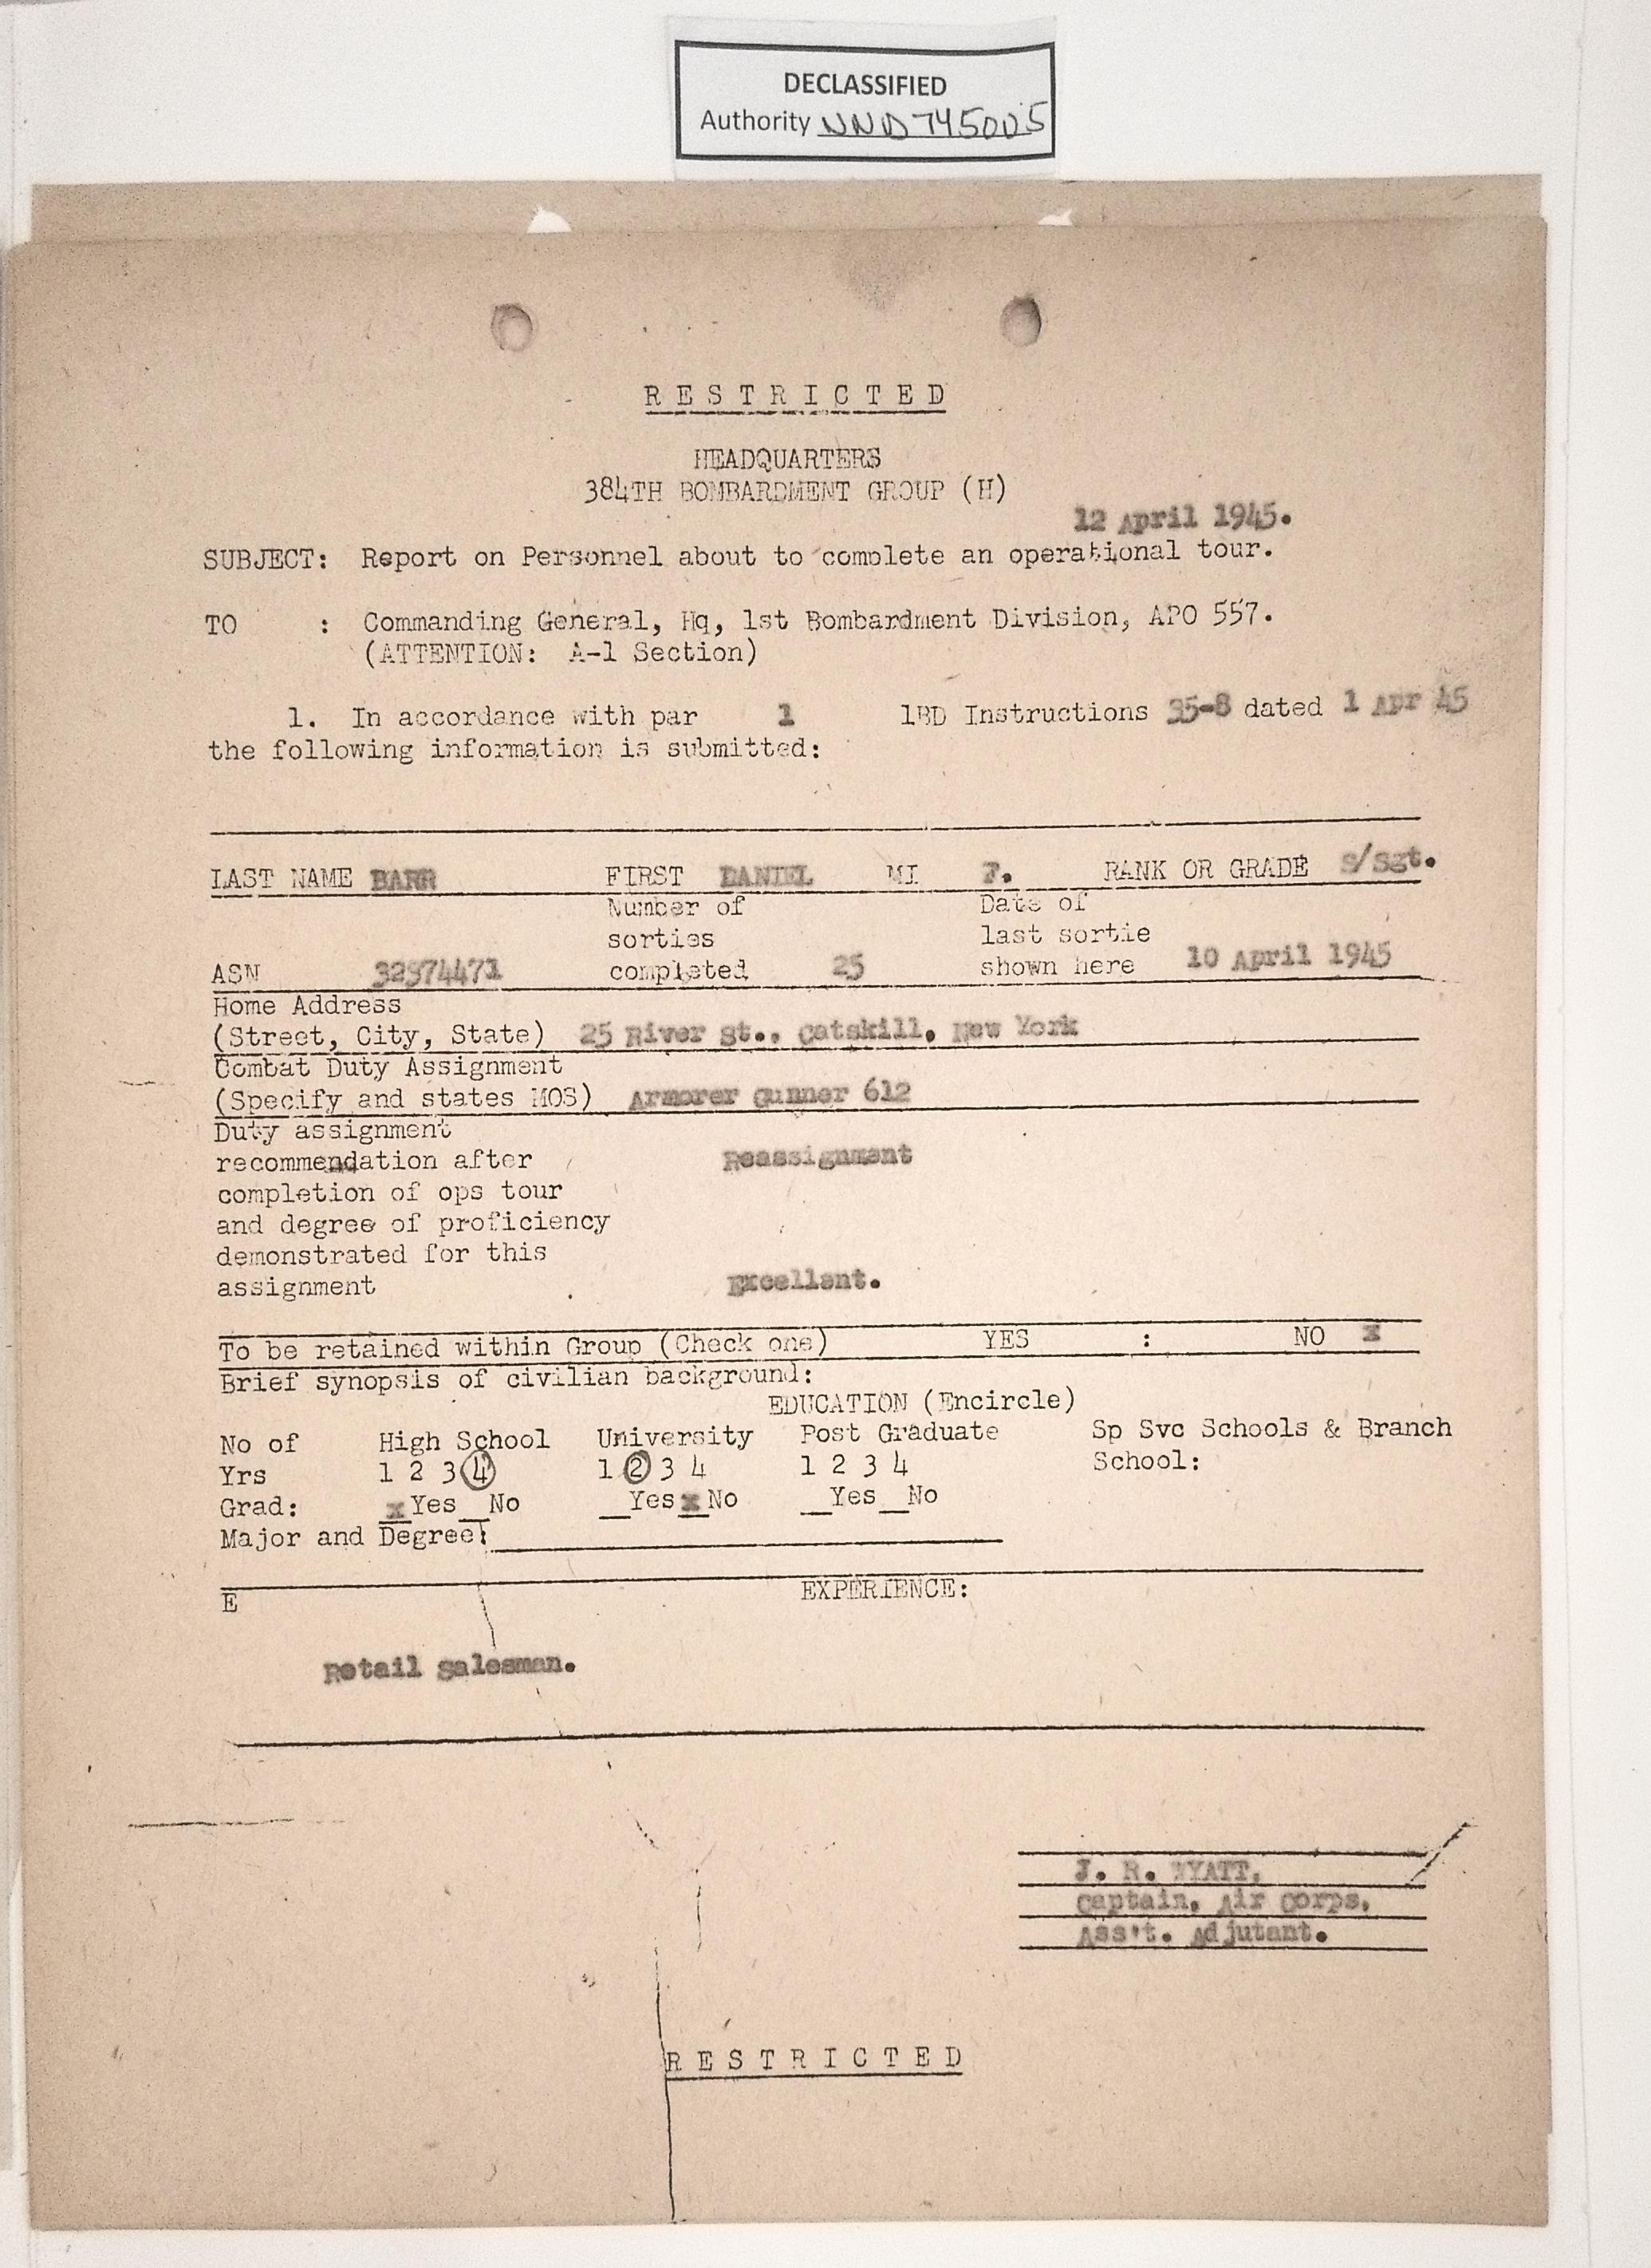 DECLASSIFIED
Authority NND 745005
R E S T R I C T E D
HEADQUARTERS
384TH BOMBARDMENT GROUP (H)
12 April 1945.
SUBJECT: Report on Personnel about to complete an operational tour.
TO : Commanding General, Hq, 1st Bombardment Division, APO 557.
(ATTENTION: A-1 Section)
1. In accordance with par 1 1BD Instructions 35-8 dated 1 Apr 45
the following information is submitted:
LAST NAME BARR FIRST DANIEL MI F. RANK OR GRADE S/Sgt.
Number of Date of
sorties last sortie
ASN 32974471 completed 25 shown here 10 April 1945
Home Address
(Street, City, State) 25 River St., Catskill, New York
Combat Duty Assignment
(Specify and states MOS) Armorer Gunner 612
Duty assignment
recommendation after Reassignment
completion of ops tour
and degree of proficiency
demonstrated for this
assignment Excellent.
To be retained within Group (Check one) YES : NO x
Brief synopsis of civilian background:
EDUCATION (Encircle)
No of High School University Post Graduate Sp Svc Schools & Branch
Yrs 1 2 3 4 1 2 3 4 1 2 3 4 School:
Grad: x Yes _ No _ Yes x No _ Yes _ No
Major and Degree:
E EXPERIENCE:
Retail Salesman.
J. R. WYATT,
Captain, Air Corps,
Ass't. Adjutant.
R E S T R I C T E D